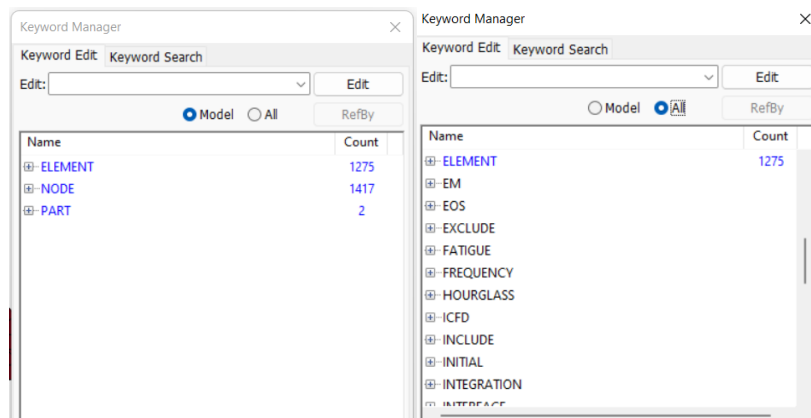 Keyword Manager
Keyword Edit Keyword Search
Edit: Edit
Model All RefBy
Name Count
ELEMENT 1275
NODE 1417
PART 2
Keyword Manager
Keyword Edit Keyword Search
Edit: Edit
Model All RefBy
Name Count
ELEMENT 1275
EM
EOS
EXCLUDE
FATIGUE
FREQUENCY
HOURGLASS
ICFD
INCLUDE
INITIAL
INTEGRATION
INTERFACE